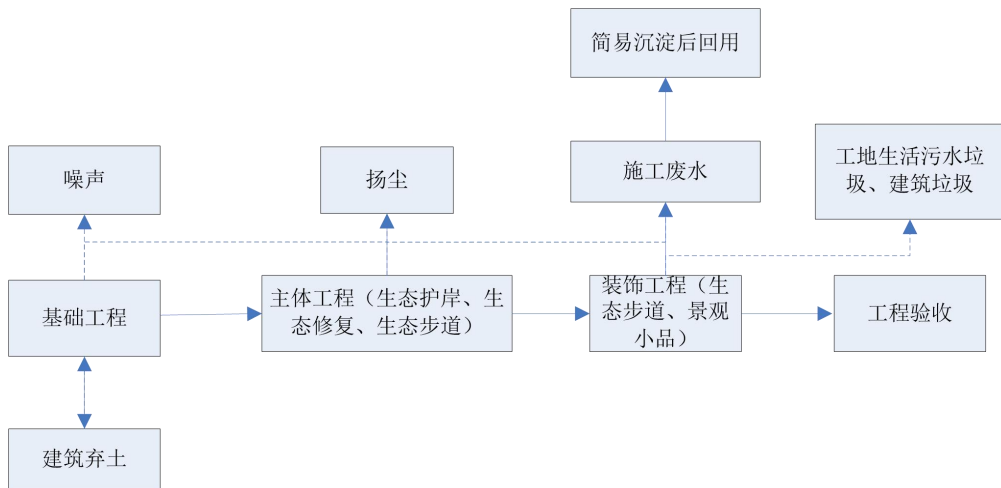 简易沉淀后回用
噪声
扬尘
施工废水
工地生活污水垃
圾、建筑垃圾
基础工程
主体工程（生态护岸、生
态修复、生态步道）
装饰工程（生
态步道、景观
小品）
工程验收
建筑弃土